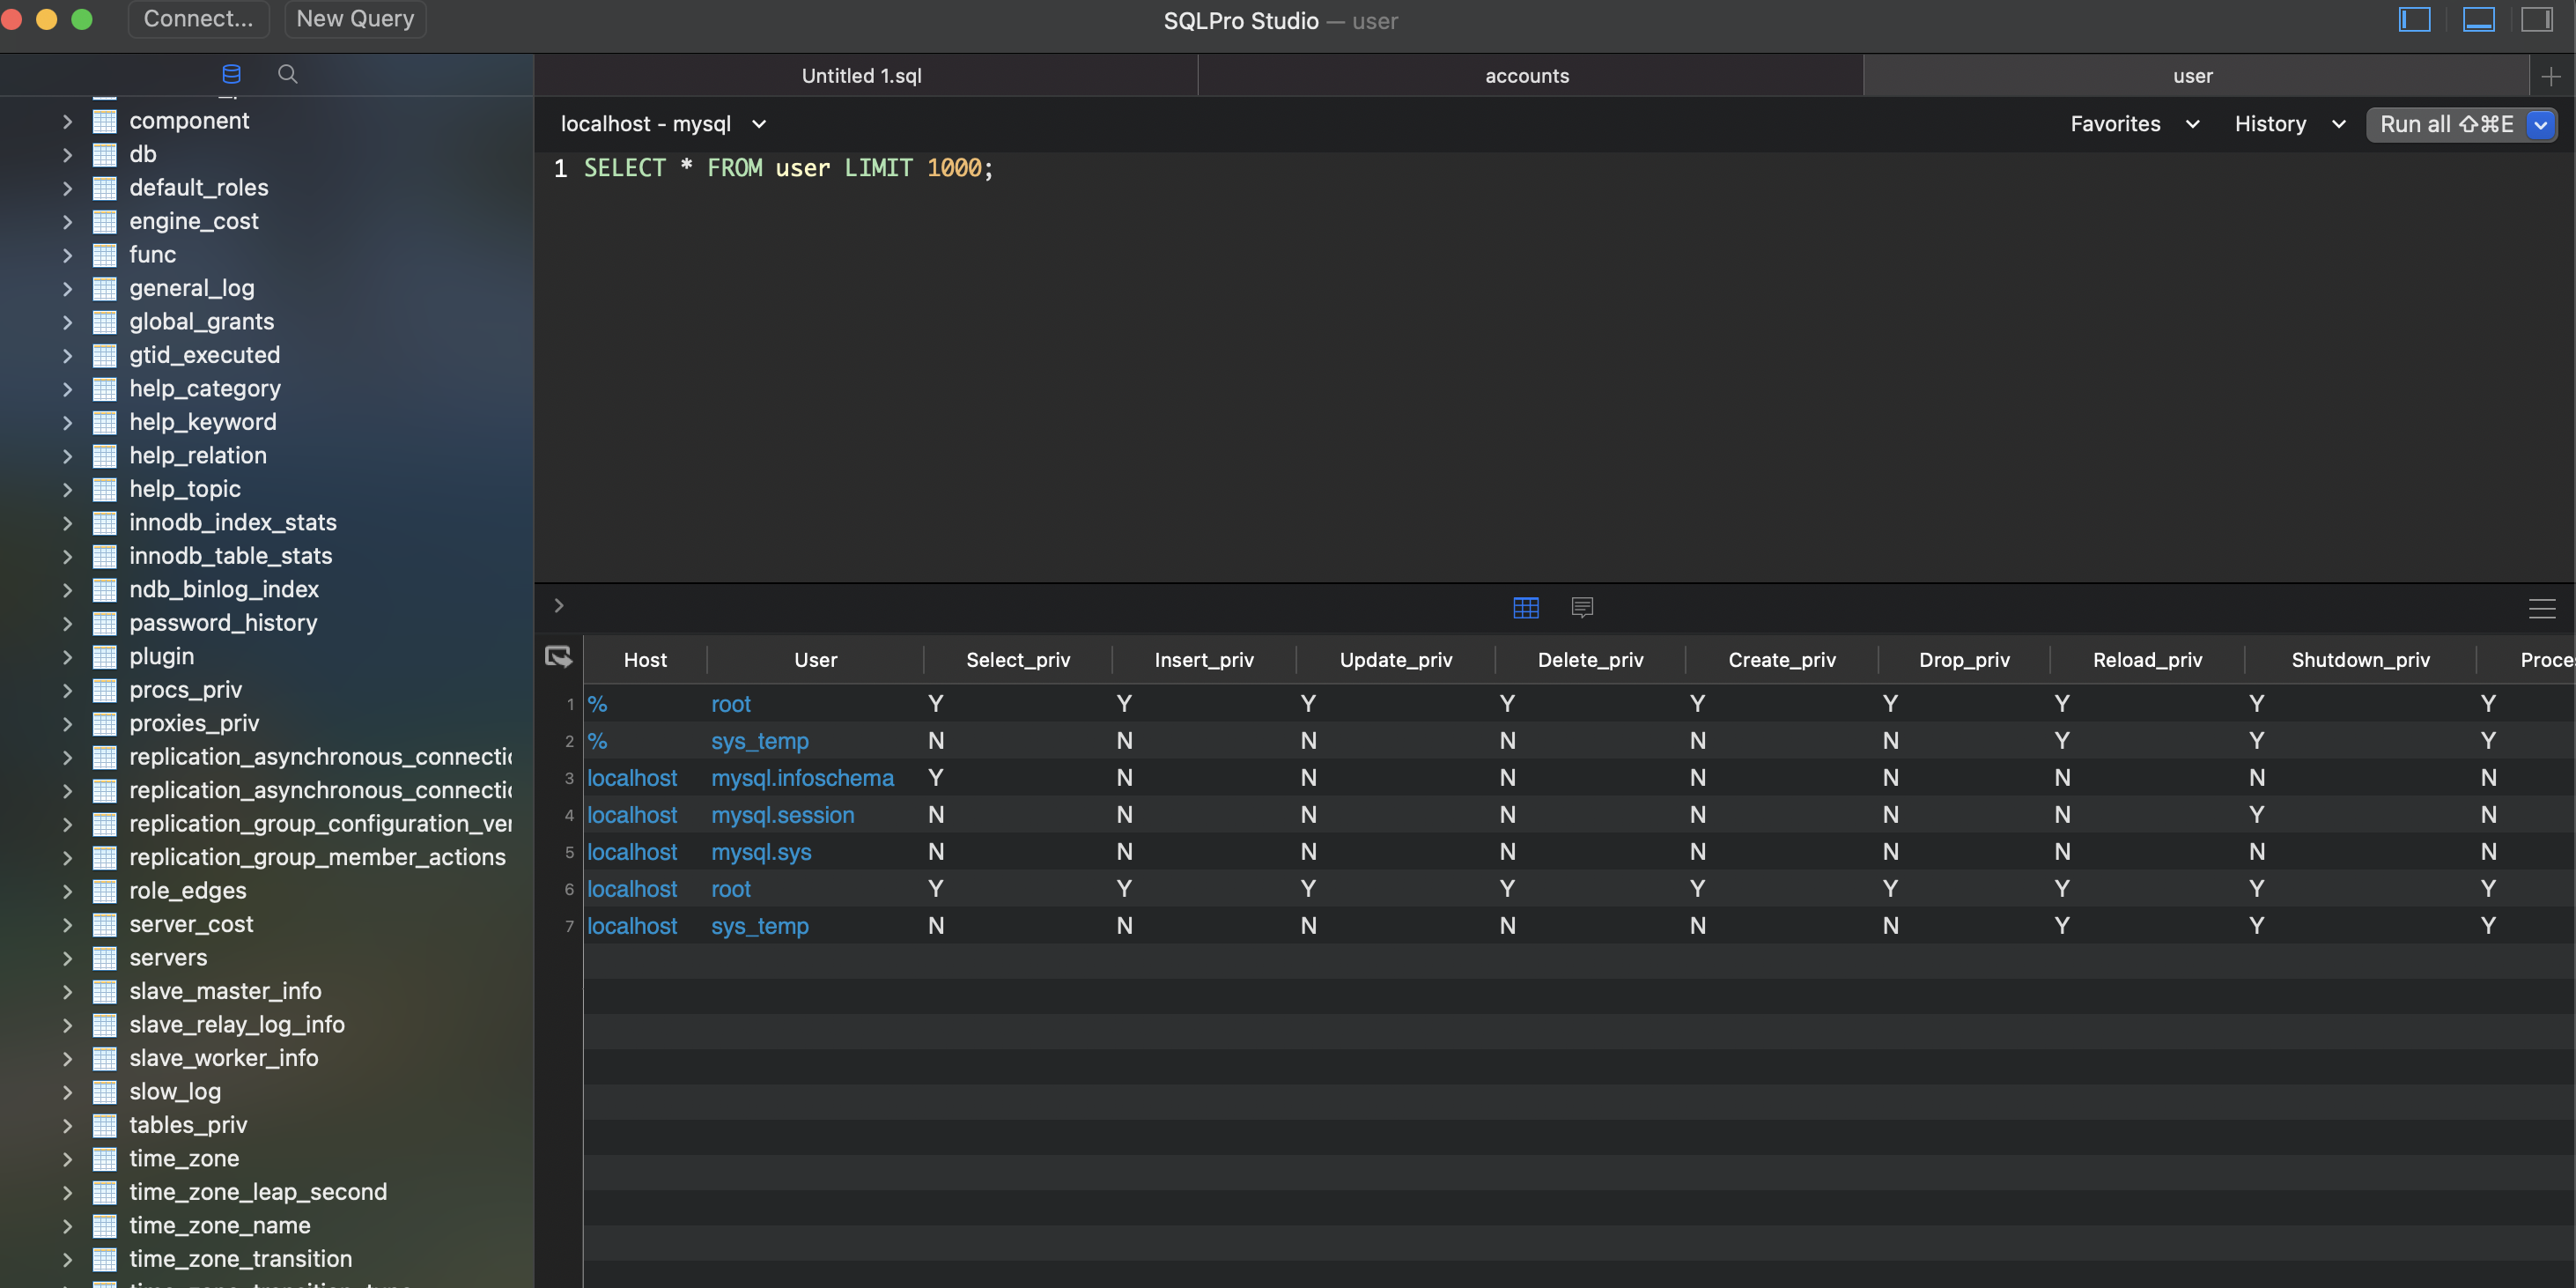 Connect... New Query SQLPro Studio — user
Untitled 1.sql accounts user
localhost - mysql Favorites History Run all ⇧⌘E
1 SELECT * FROM user LIMIT 1000;
component
db
default_roles
engine_cost
func
general_log
global_grants
gtid_executed
help_category
help_keyword
help_relation
help_topic
innodb_index_stats
innodb_table_stats
ndb_binlog_index
password_history
plugin
procs_priv
proxies_priv
replication_asynchronous_connectic
replication_asynchronous_connectic
replication_group_configuration_ver
replication_group_member_actions
role_edges
server_cost
servers
slave_master_info
slave_relay_log_info
slave_worker_info
slow_log
tables_priv
time_zone
time_zone_leap_second
time_zone_name
time_zone_transition
Host User Select_priv Insert_priv Update_priv Delete_priv Create_priv Drop_priv Reload_priv Shutdown_priv Proce
1 % root Y Y Y Y Y Y Y Y Y
2 % sys_temp N N N N N N Y Y Y
3 localhost mysql.infoschema Y N N N N N N N N
4 localhost mysql.session N N N N N N N Y N
5 localhost mysql.sys N N N N N N N N N
6 localhost root Y Y Y Y Y Y Y Y Y
7 localhost sys_temp N N N N N N Y Y Y